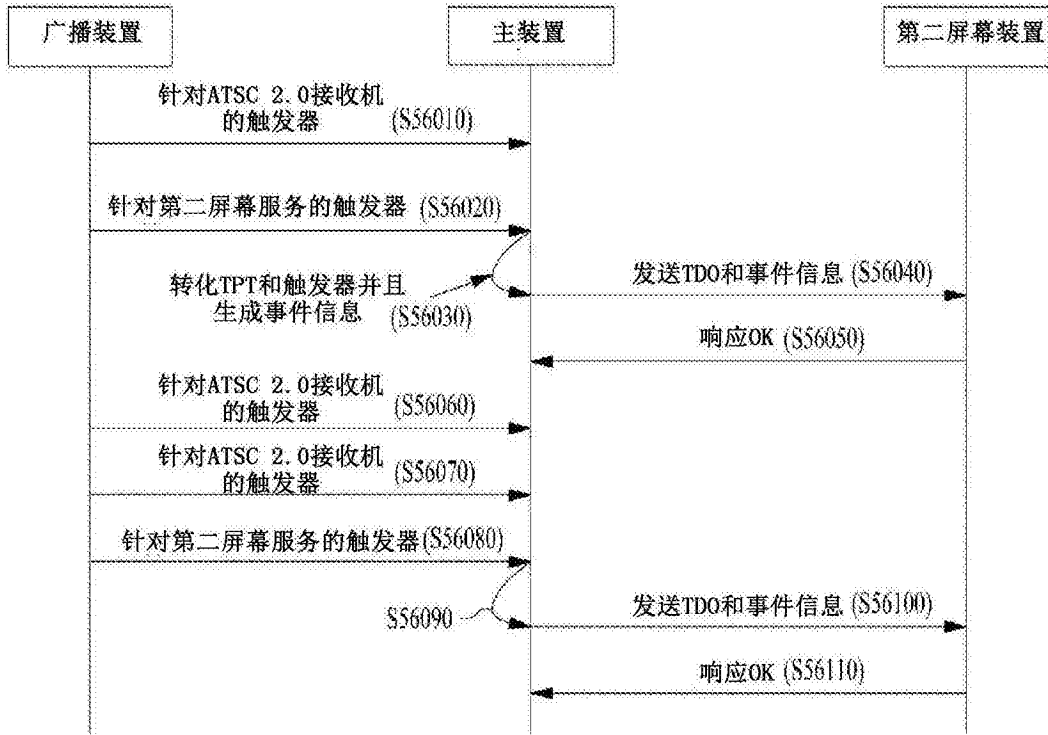 广播装置
主装置
第二屏幕装置
针对ATSC 2.0接收机
的触发器 (S56010)
针对第二屏幕服务的触发器 (S56020)
转化TPT和触发器并且
生成事件信息 (S56030)
发送TDO和事件信息 (S56040)
响应OK (S56050)
针对ATSC 2.0接收机
的触发器 (S56060)
针对ATSC 2.0接收机
的触发器 (S56070)
针对第二屏幕服务的触发器(S56080)
S56090
发送TDO和事件信息 (S56100)
响应OK (S56110)